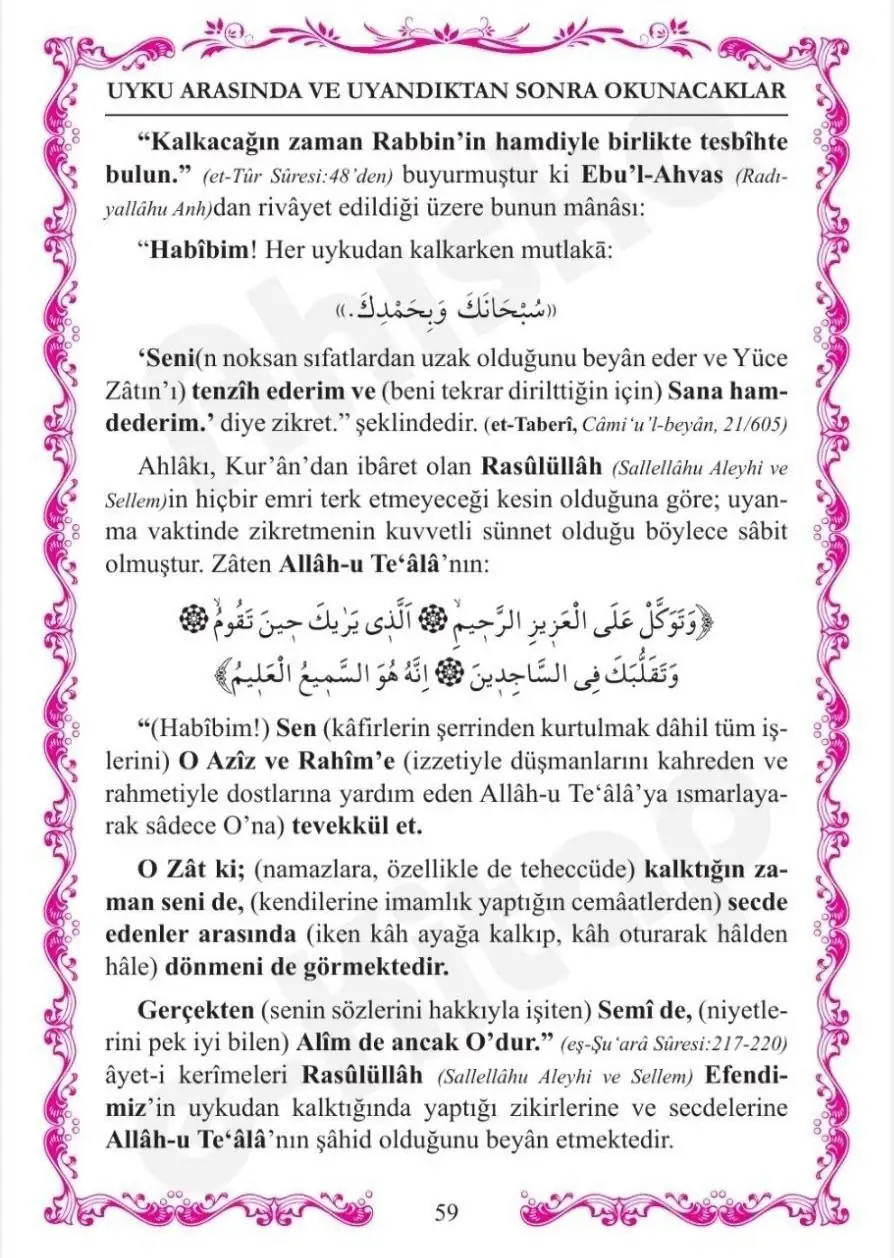 UYKU ARASINDA VE UYANDIKTAN SONRA OKUNACAKLAR
“Kalkacağın zaman Rabbin’in hamdiyle birlikte tesbîhte
bulun.” (et-Tûr Sûresi:48’den) buyurmuştur ki Ebu’l-Ahvas (Radı-
yallâhu Anh)dan rivâyet edildiği üzere bunun mânâsı:
“Habîbim! Her uykudan kalkarken mutlakā:
«سُبْحَانَكَ وَبِحَمْدِكَ.»
‘Seni(n noksan sıfatlardan uzak olduğunu beyân eder ve Yüce
Zâtın’ı) tenzîh ederim ve (beni tekrar dirilttiğin için) Sana ham-
dederim.’ diye zikret.” şeklindedir. (et-Taberî, Câmi‘u’l-beyân, 21/605)
Ahlâkı, Kur’ân’dan ibâret olan Rasûlüllâh (Sallellâhu Aleyhi ve
Sellem)in hiçbir emri terk etmeyeceği kesin olduğuna göre; uyan-
ma vaktinde zikretmenin kuvvetli sünnet olduğu böylece sâbit
olmuştur. Zâten Allâh-u Te‘âlâ’nın:
﴿وَتَوَكَّلْ عَلَى الْعَزِيزِ الرَّحِيمِۙ ۞ اَلَّذِى يَرٰيكَ حِينَ تَقُومُۙ ۞
وَتَقَلُّبَكَ فِى السَّاجِدِينَ ۞ اِنَّهُ هُوَ السَّمِيعُ الْعَلِيمُ﴾
“(Habîbim!) Sen (kâfirlerin şerrinden kurtulmak dâhil tüm iş-
lerini) O Azîz ve Rahîm’e (izzetiyle düşmanlarını kahreden ve
rahmetiyle dostlarına yardım eden Allâh-u Te‘âlâ’ya ısmarlaya-
rak sâdece O’na) tevekkül et.
O Zât ki; (namazlara, özellikle de teheccüde) kalktığın za-
man seni de, (kendilerine imamlık yaptığın cemâatlerden) secde
edenler arasında (iken kâh ayağa kalkıp, kâh oturarak hâlden
hâle) dönmeni de görmektedir.
Gerçekten (senin sözlerini hakkıyla işiten) Semî de, (niyetle-
rini pek iyi bilen) Alîm de ancak O’dur.” (eş-Şu‘arâ Sûresi:217-220)
âyet-i kerîmeleri Rasûlüllâh (Sallellâhu Aleyhi ve Sellem) Efendi-
miz’in uykudan kalktığında yaptığı zikirlerine ve secdelerine
Allâh-u Te‘âlâ’nın şâhid olduğunu beyân etmektedir.
59